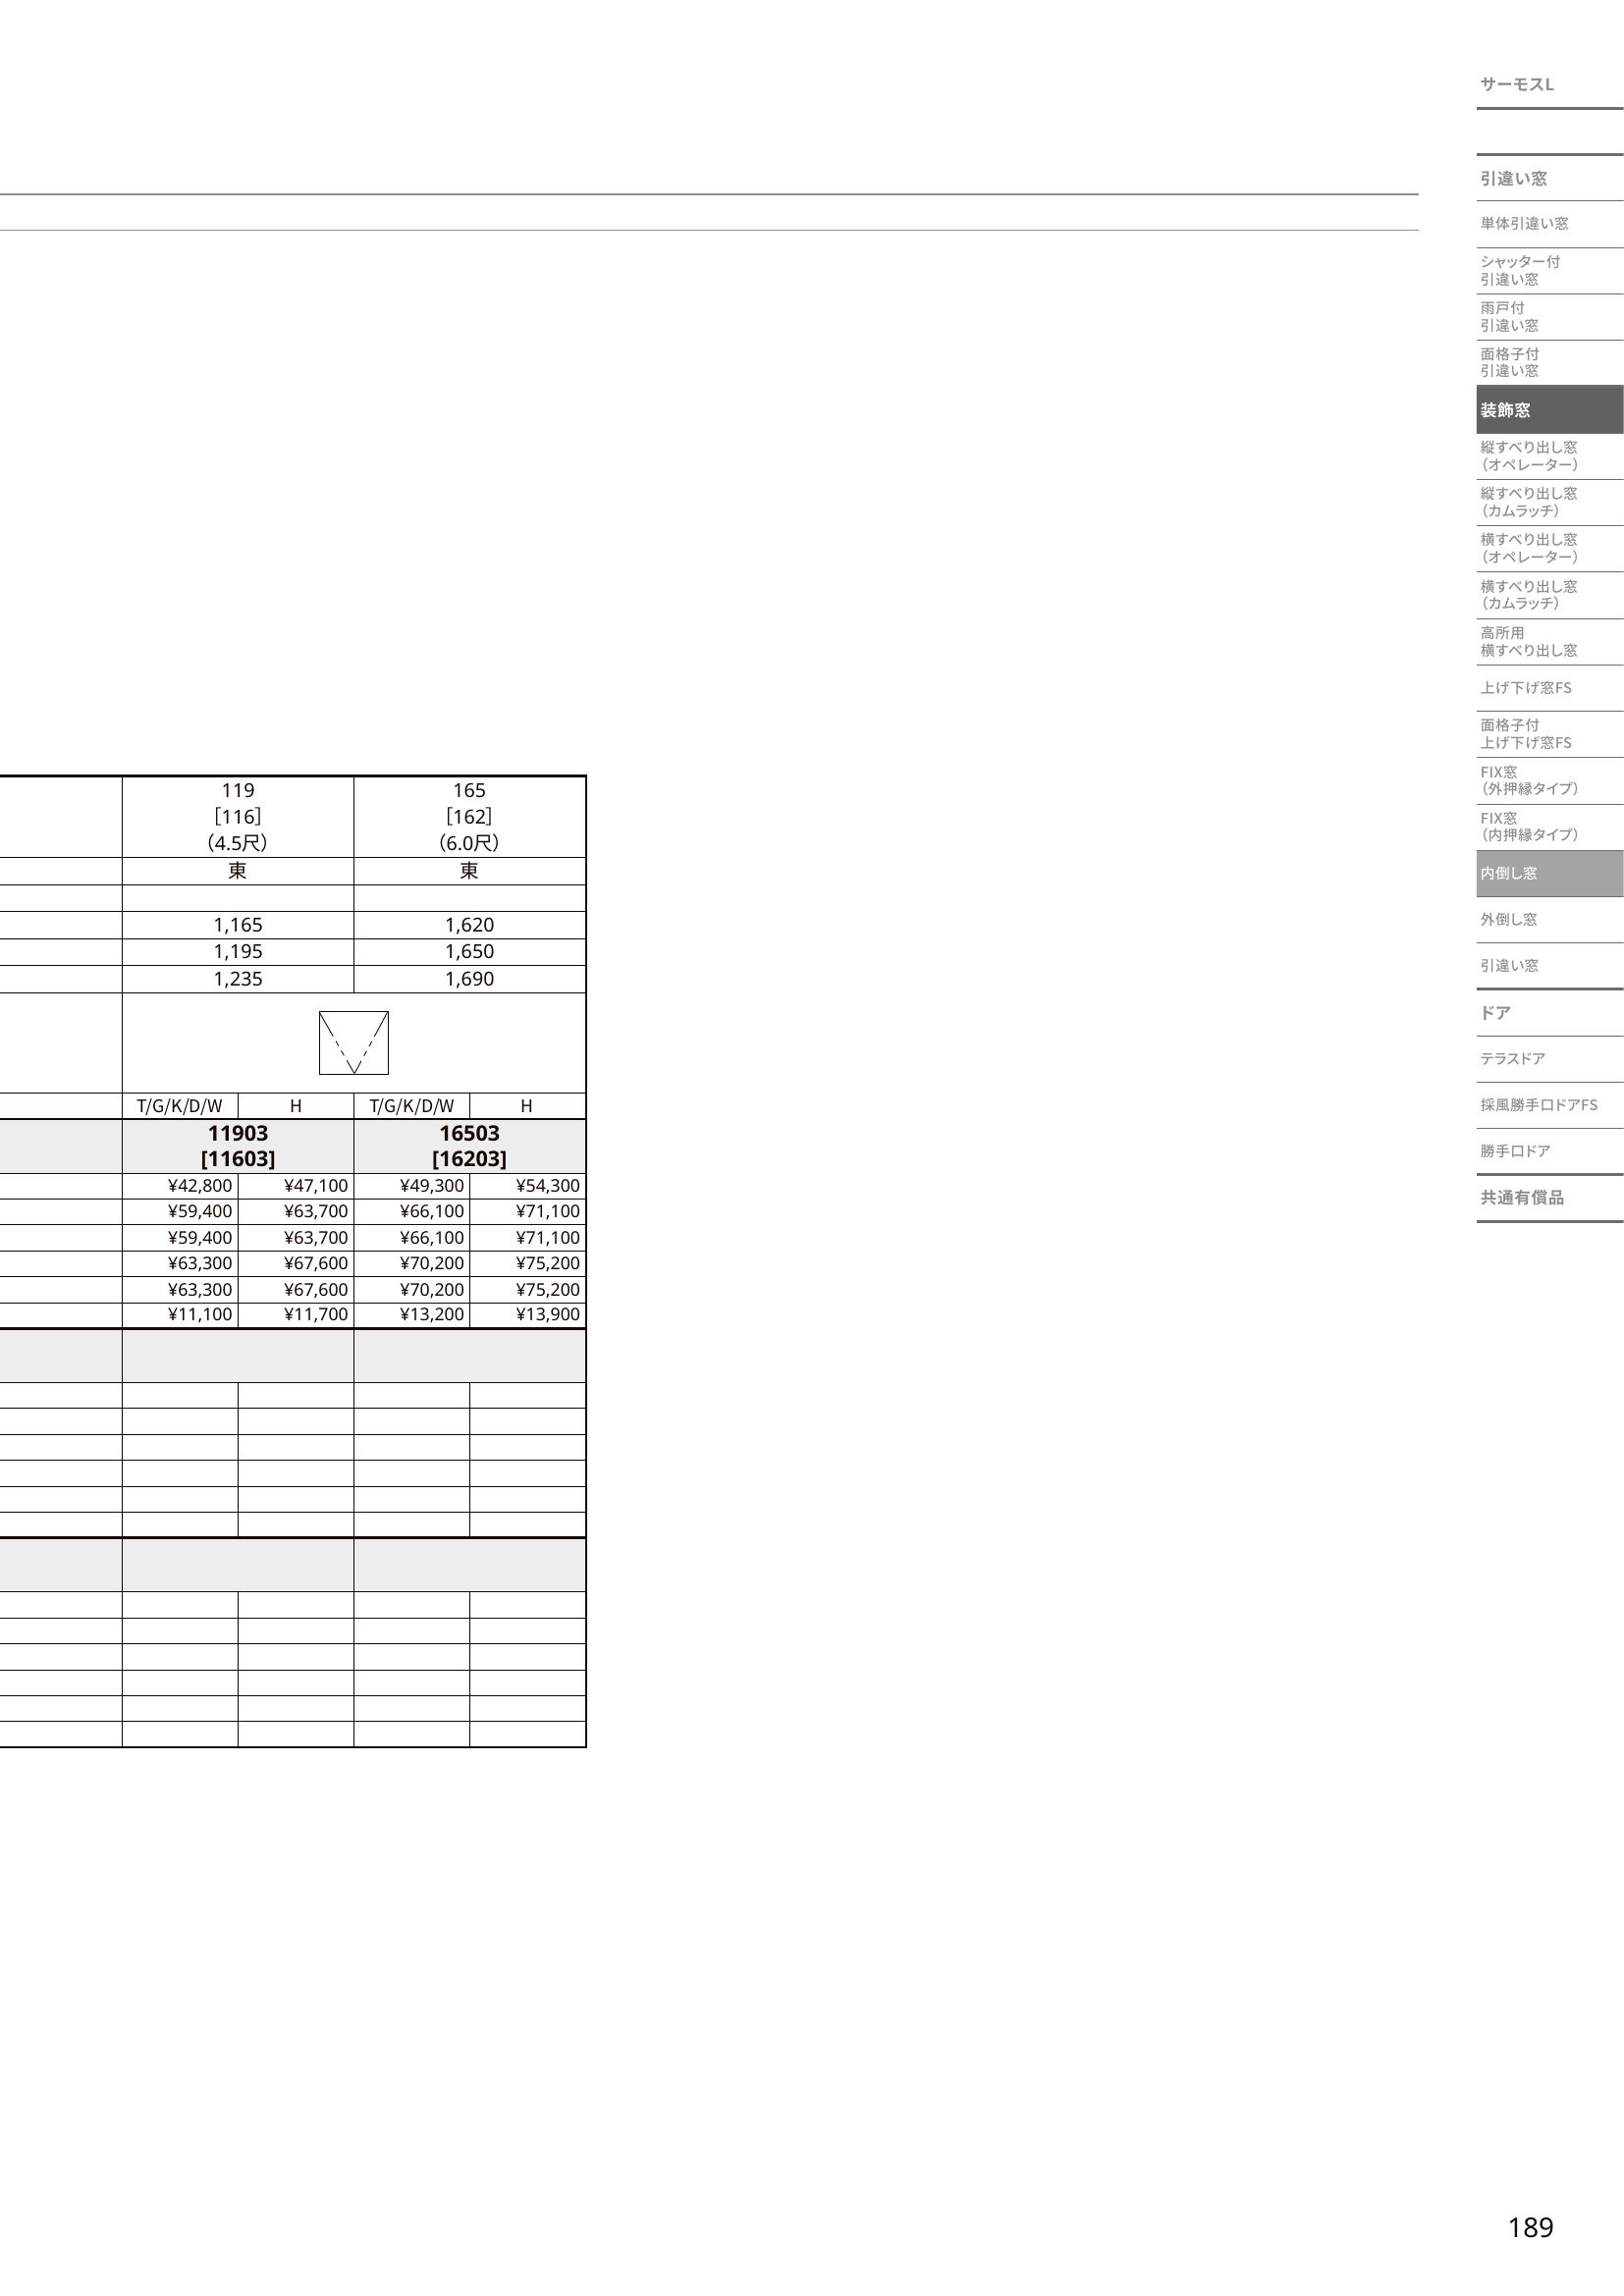 サーモスL
引違い窓
単体引違い窓
シャッター付
引違い窓
雨戸付
引違い窓
面格子付
引違い窓
装飾窓
縦すべり出し窓
（オペレーター）
縦すべり出し窓
（カムラッチ）
横すべり出し窓
（オペレーター）
横すべり出し窓
（カムラッチ）
高所用
横すべり出し窓
上げ下げ窓FS
面格子付
上げ下げ窓FS
FIX窓
（外押縁タイプ）
FIX窓
（内押縁タイプ）
内倒し窓
外倒し窓
引違い窓
ドア
テラスドア
採風勝手口ドアFS
勝手口ドア
共通有償品
119 165
［116］ ［162］
（4.5尺） （6.0尺）
東 東
1,165 1,620
1,195 1,650
1,235 1,690
T/G/K/D/W H T/G/K/D/W H
11903 16503
[11603] [16203]
¥42,800 ¥47,100 ¥49,300 ¥54,300
¥59,400 ¥63,700 ¥66,100 ¥71,100
¥59,400 ¥63,700 ¥66,100 ¥71,100
¥63,300 ¥67,600 ¥70,200 ¥75,200
¥63,300 ¥67,600 ¥70,200 ¥75,200
¥11,100 ¥11,700 ¥13,200 ¥13,900
189